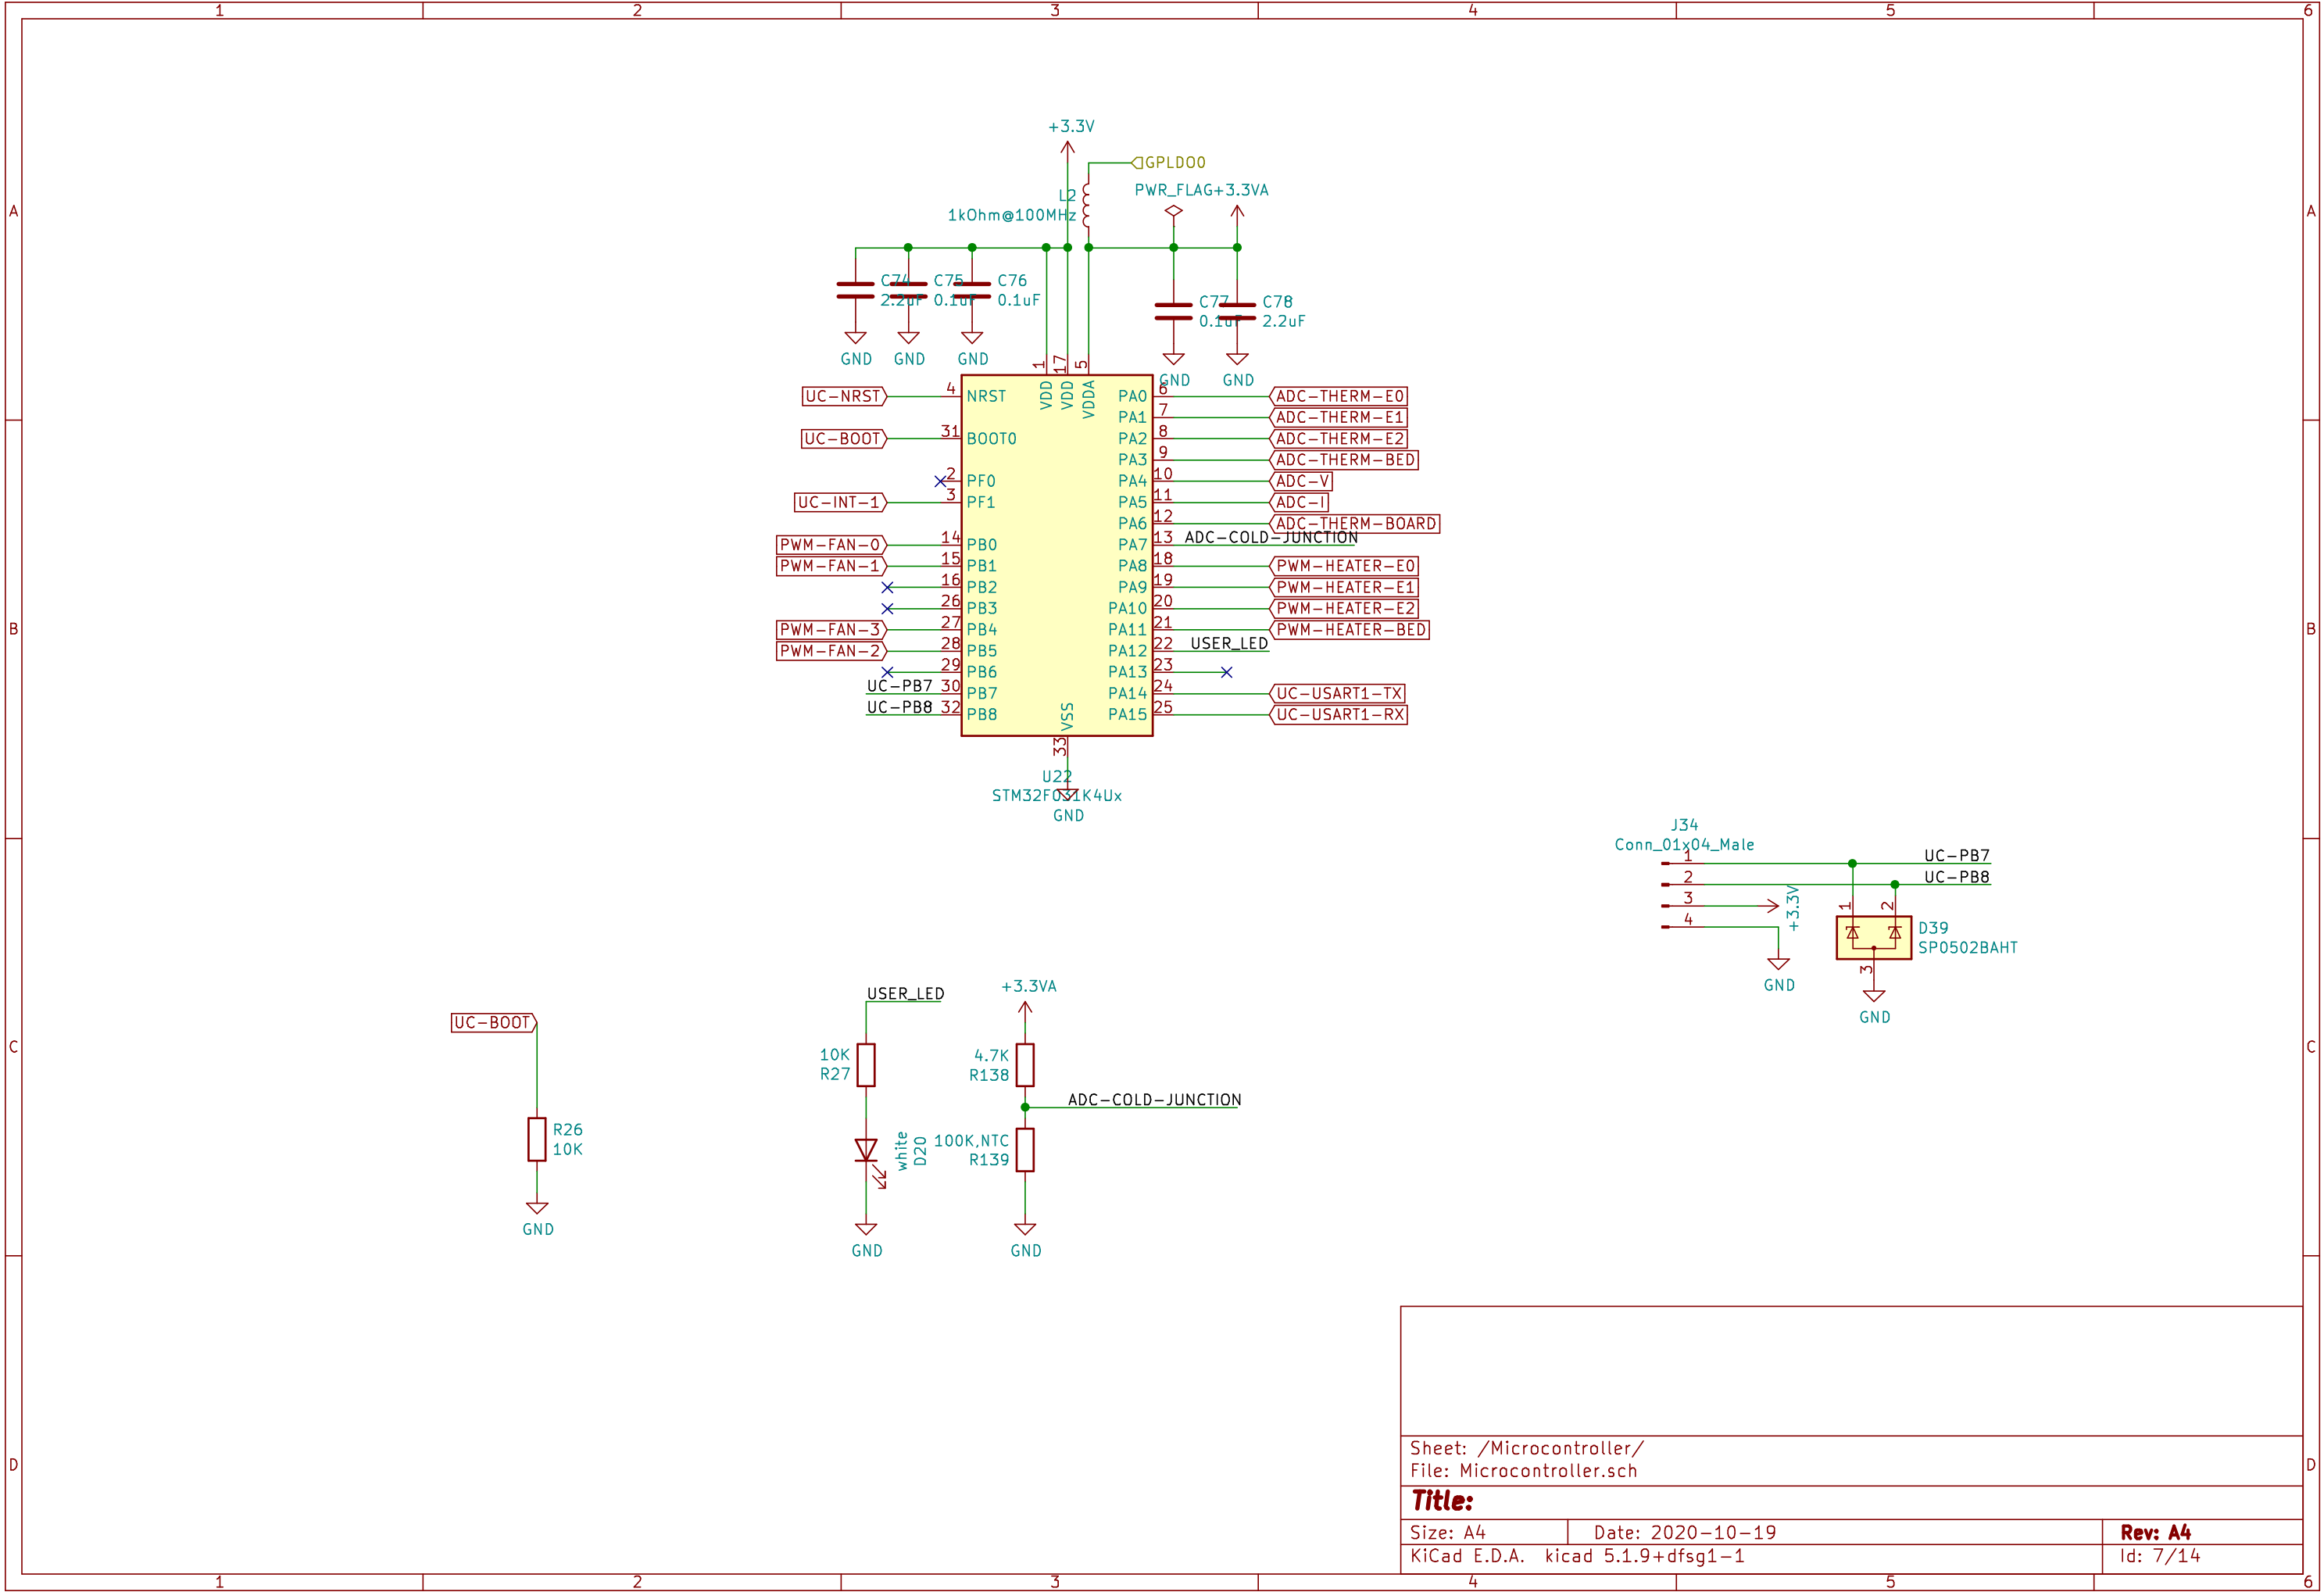 1 2 3 4 5 6
+3.3V
GPLDO0
PWR_FLAG +3.3VA
L2
1kOhm@100MHz
A A
C74 C75 C76
2.2uF 0.1uF 0.1uF
C77 C78
0.1uF 2.2uF
GND GND GND
GND GND
1 17 5
VDD VDD VDDA
UC-NRST 4 NRST PA0 6 ADC-THERM-E0
PA1 7 ADC-THERM-E1
UC-BOOT 31 BOOT0 PA2 8 ADC-THERM-E2
PA3 9 ADC-THERM-BED
2 PF0 PA4 10 ADC-V
UC-INT-1 3 PF1 PA5 11 ADC-I
PA6 12 ADC-THERM-BOARD
PWM-FAN-0 14 PB0 PA7 13 ADC-COLD-JUNCTION
PWM-FAN-1 15 PB1 PA8 18 PWM-HEATER-E0
16 PB2 PA9 19 PWM-HEATER-E1
26 PB3 PA10 20 PWM-HEATER-E2
B B
PWM-FAN-3 27 PB4 PA11 21 PWM-HEATER-BED
PWM-FAN-2 28 PB5 PA12 22 USER_LED
29 PB6 PA13 23
UC-PB7 30 PB7 PA14 24 UC-USART1-TX
UC-PB8 32 PB8 PA15 25 UC-USART1-RX
VSS
33
U22
STM32F031K4Ux
GND
J34
Conn_01x04_Male
1 UC-PB7
2 UC-PB8
3 +3.3V
4
1 2
D39
SP0502BAHT
3
GND
GND
USER_LED
+3.3VA
UC-BOOT
C C
10K
R27
4.7K
R138
ADC-COLD-JUNCTION
R26
10K
white
D20
100K,NTC
R139
GND
GND
GND
Sheet: /Microcontroller/
File: Microcontroller.sch
D D
Title:
Size: A4 Date: 2020-10-19 Rev: A4
KiCad E.D.A. kicad 5.1.9+dfsg1-1 Id: 7/14
1 2 3 4 5 6